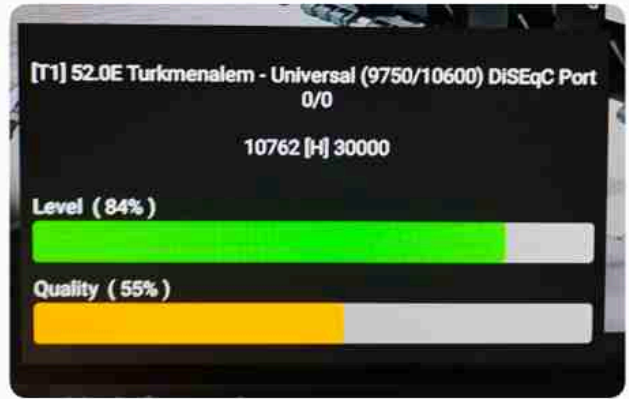 [T1] 52.0E Turkmenalem - Universal (9750/10600) DiSEqC Port
0/0
10762 [H] 30000
Level ( 84% )
Quality ( 55% )